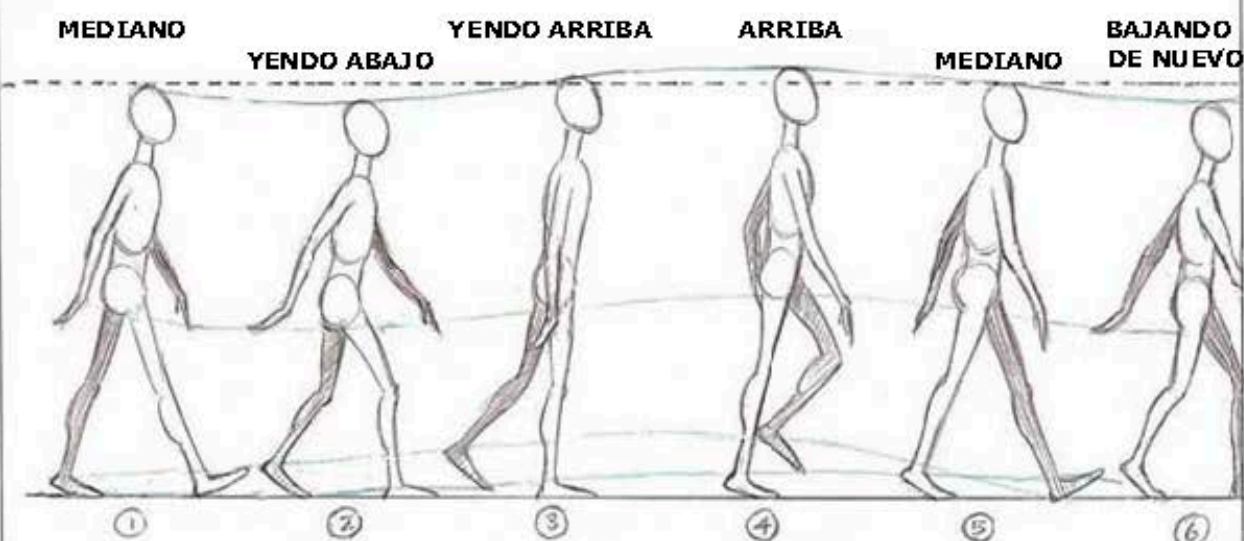 MEDIANO
YENDO ABAJO
YENDO ARRIBA
ARRIBA
MEDIANO
BAJANDO
DE NUEVO
1
2
3
4
5
6